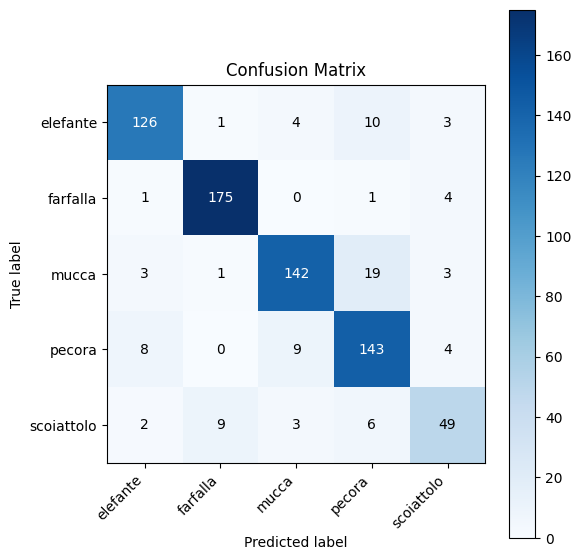 Confusion Matrix
True label
elefante 126 1 4 10 3
farfalla 1 175 0 1 4
mucca 3 1 142 19 3
pecora 8 0 9 143 4
scoiattolo 2 9 3 6 49
elefante farfalla mucca pecora scoiattolo
Predicted label
160
140
120
100
80
60
40
20
0